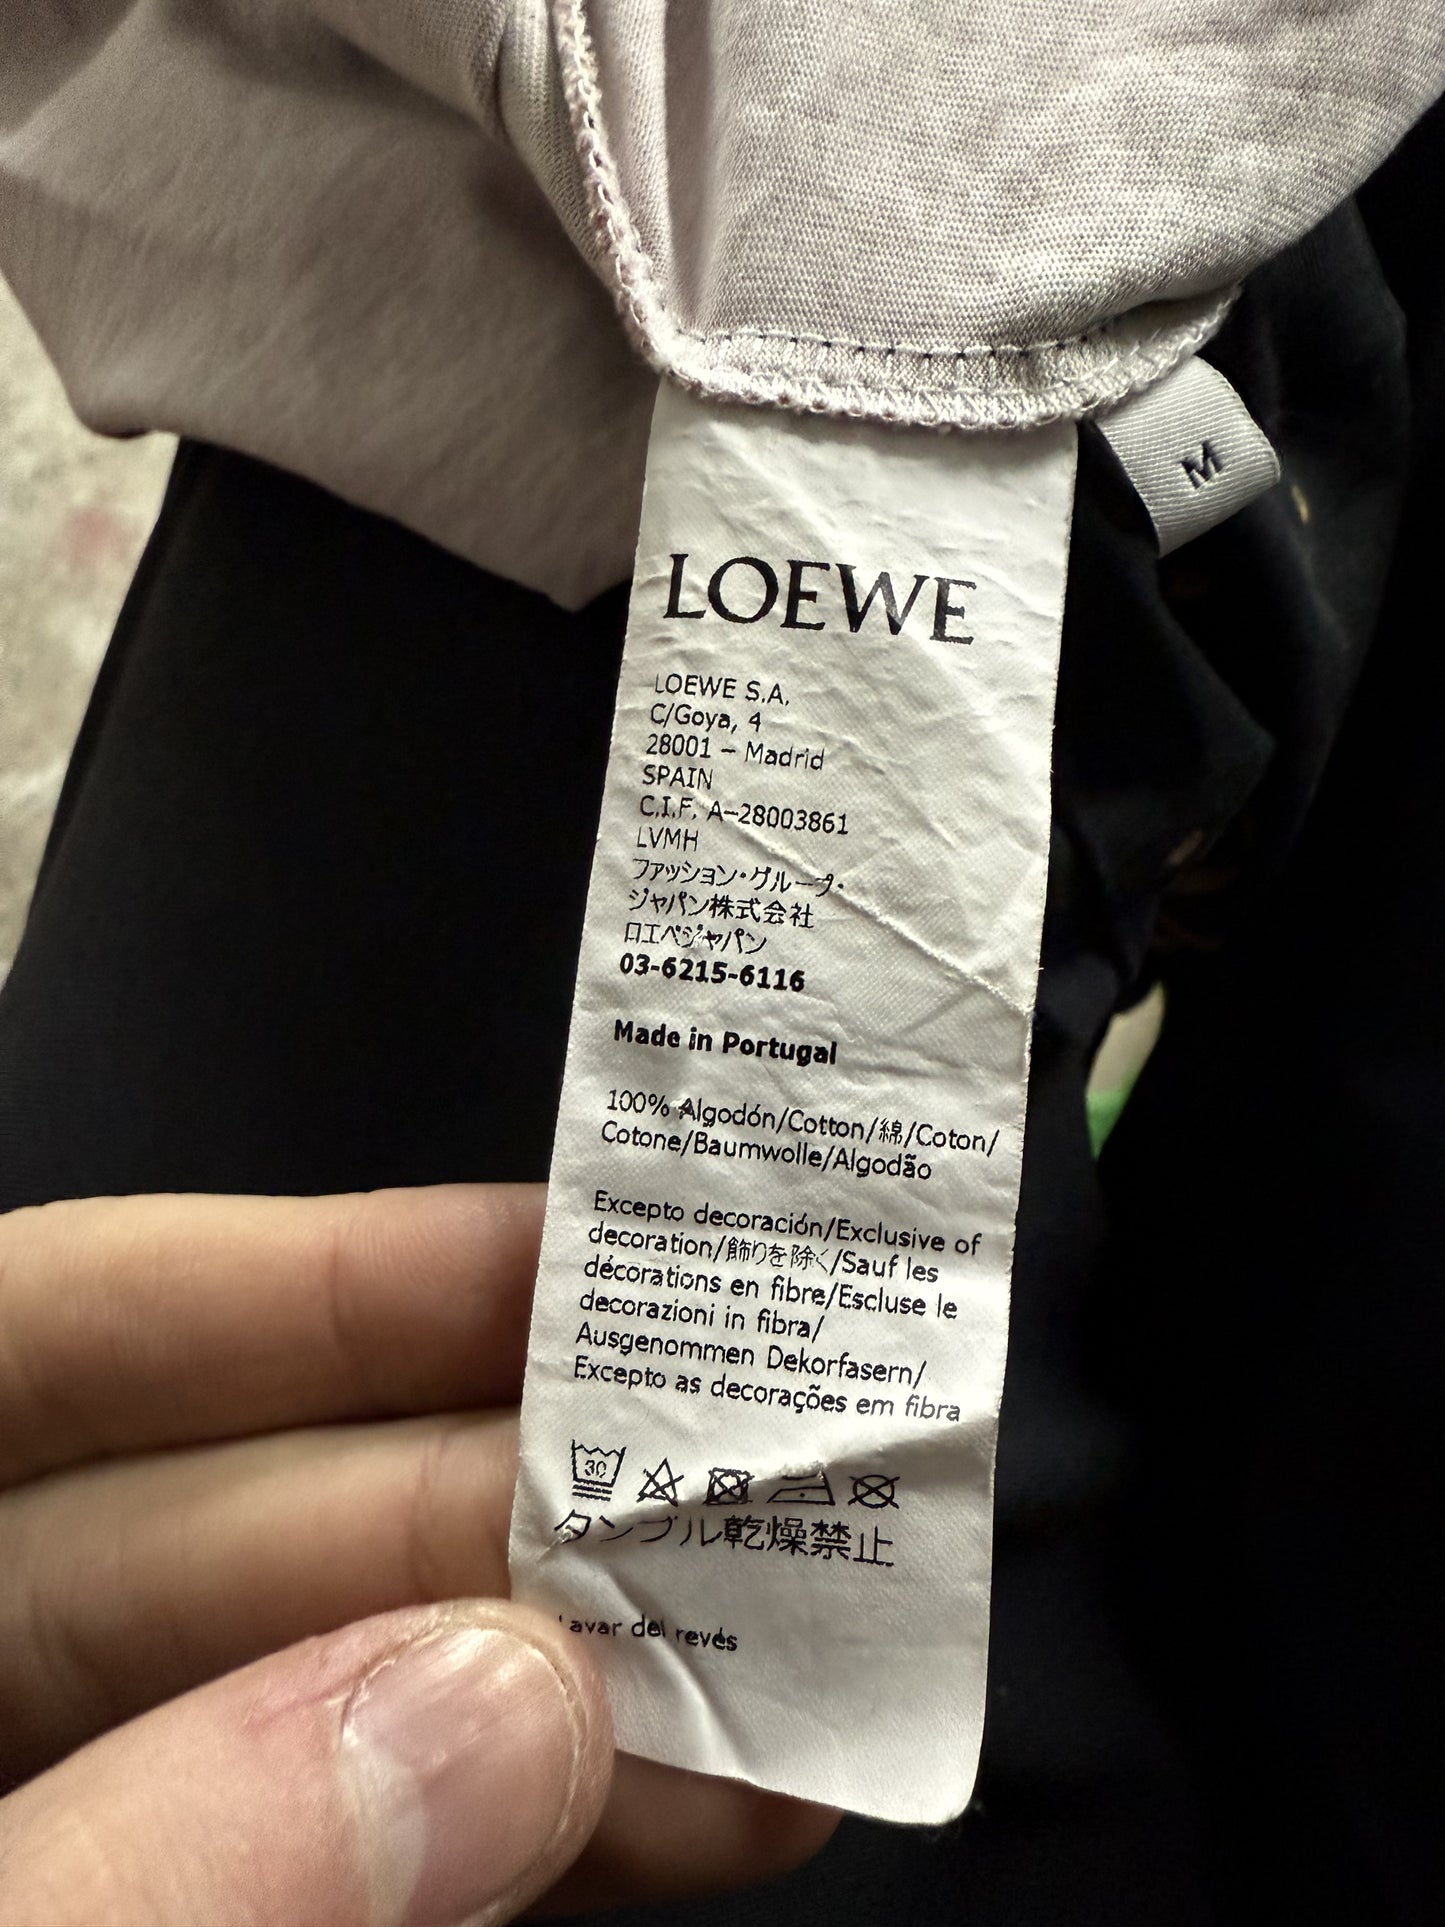 M
LOEWE
LOEWE S.A.
C/Goya, 4
28001 – Madrid
SPAIN
C.I.F. A-28003861
LVMH
ファッション・グループ・
ジャパン株式会社
ロエベジャパン
03-6215-6116
Made in Portugal
100% Algodón/Cotton/綿/Coton/
Cotone/Baumwolle/Algodão
Excepto decoración/Exclusive of
decoration/飾りを除く/Sauf les
décorations en fibre/Escluse le
decorazioni in fibra/
Ausgenommen Dekorfasern/
Excepto as decorações em fibra
30
タンブル乾燥禁止
Lavar del revés